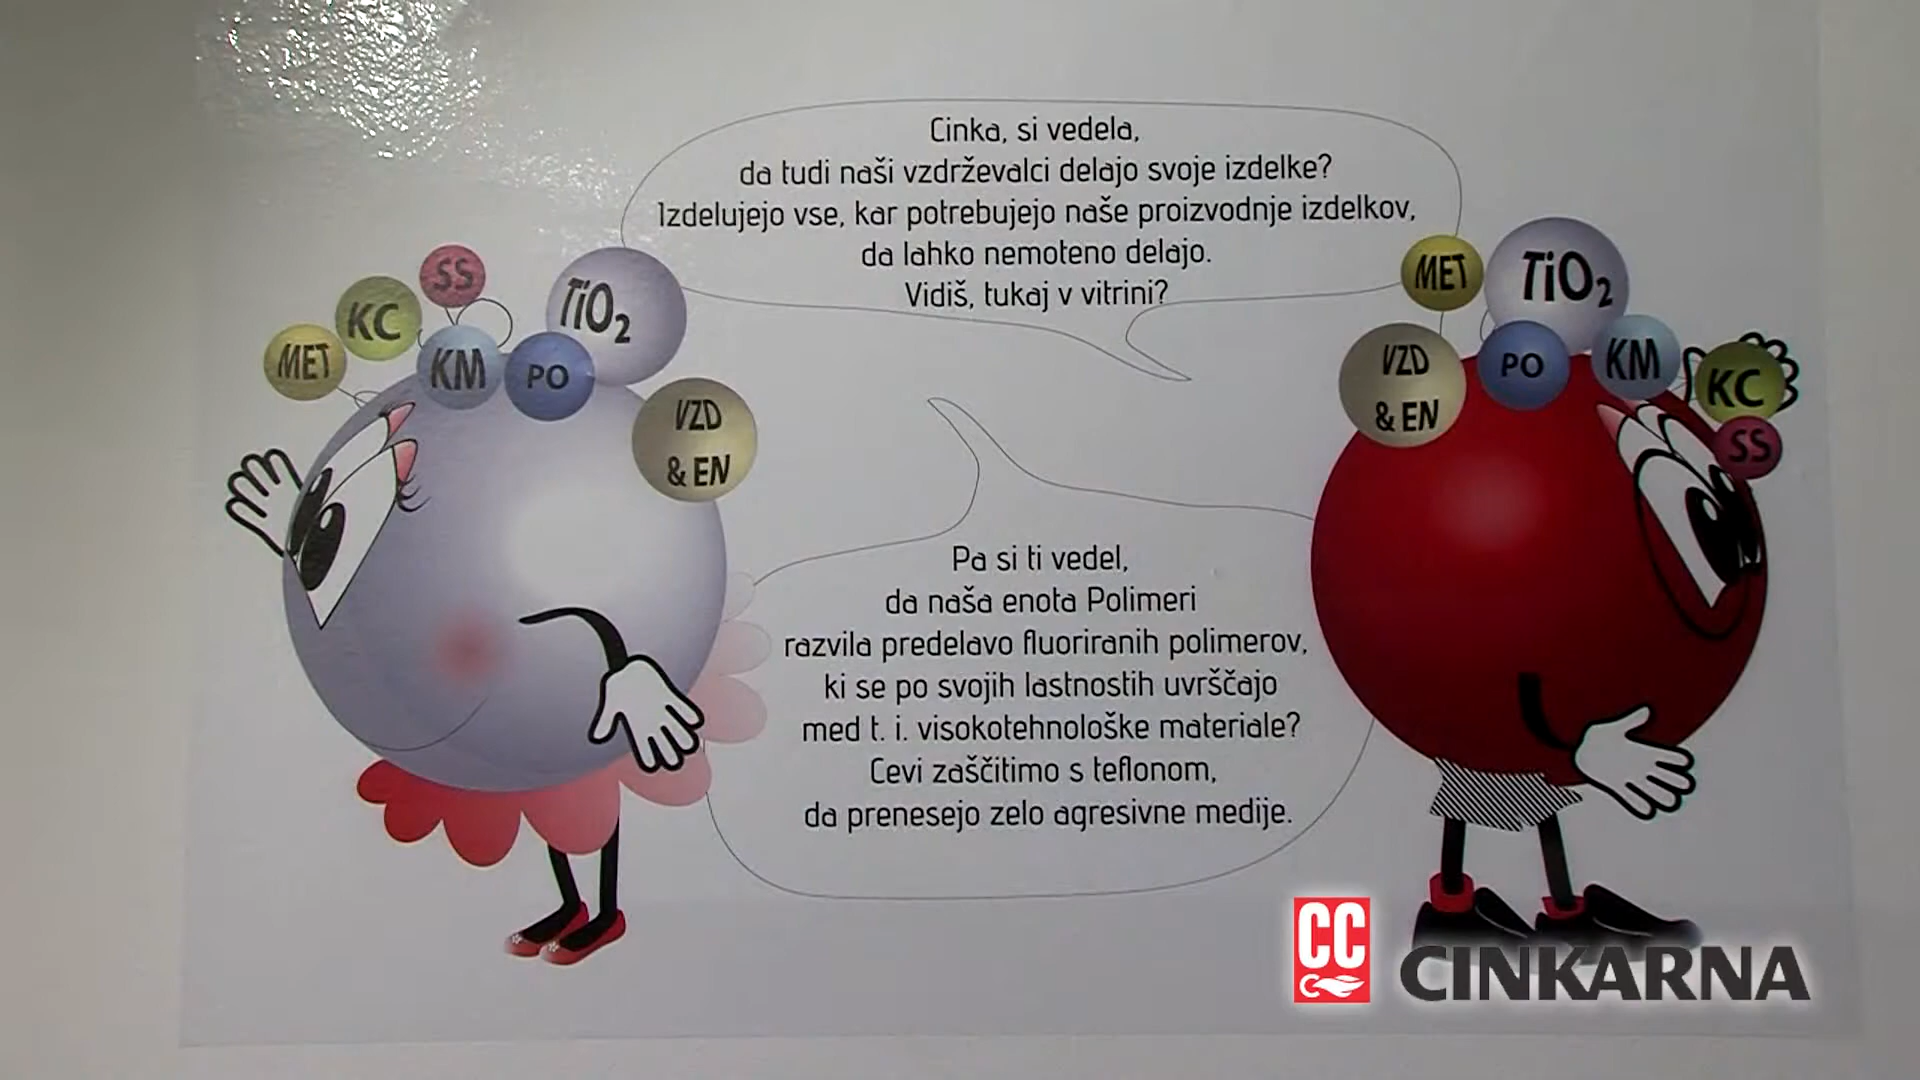 Cinka, si vedela,
da tudi naši vzdrževalci delajo svoje izdelke?
Izdelujejo vse, kar potrebujejo naše proizvodnje izdelkov,
da lahko nemoteno delajo.
Vidiš, tukaj v vitrini?
MET
KC
SS
KM
PO
TiO₂
VZD
& EN
MET
TiO₂
VZD
& EN
PO
KM
KC
SS
Pa si ti vedel,
da naša enota Polimeri
razvila predelavo fluoriranih polimerov,
ki se po svojih lastnostih uvrščajo
med t. i. visokotehnološke materiale?
Cevi zaščitimo s teflonom,
da prenesejo zelo agresivne medije.
CC
CINKARNA